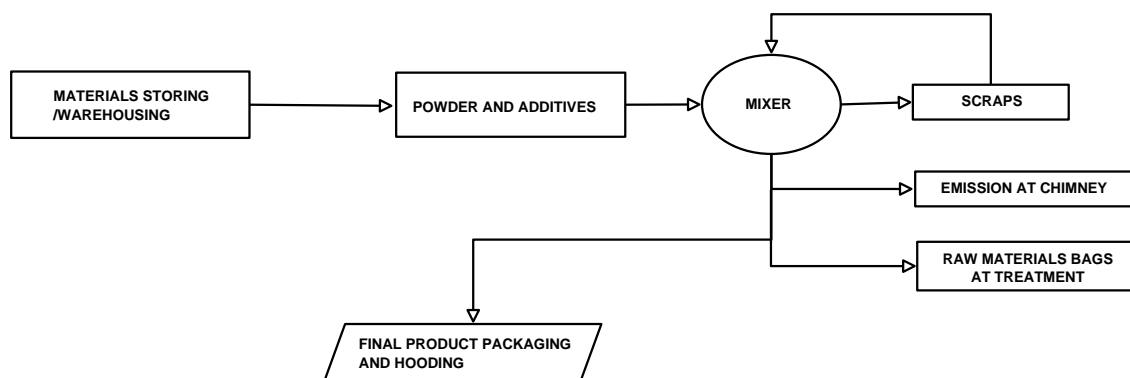 MATERIALS STORING
/WAREHOUSING
POWDER AND ADDITIVES
MIXER
SCRAPS
EMISSION AT CHIMNEY
RAW MATERIALS BAGS
AT TREATMENT
FINAL PRODUCT PACKAGING
AND HOODING